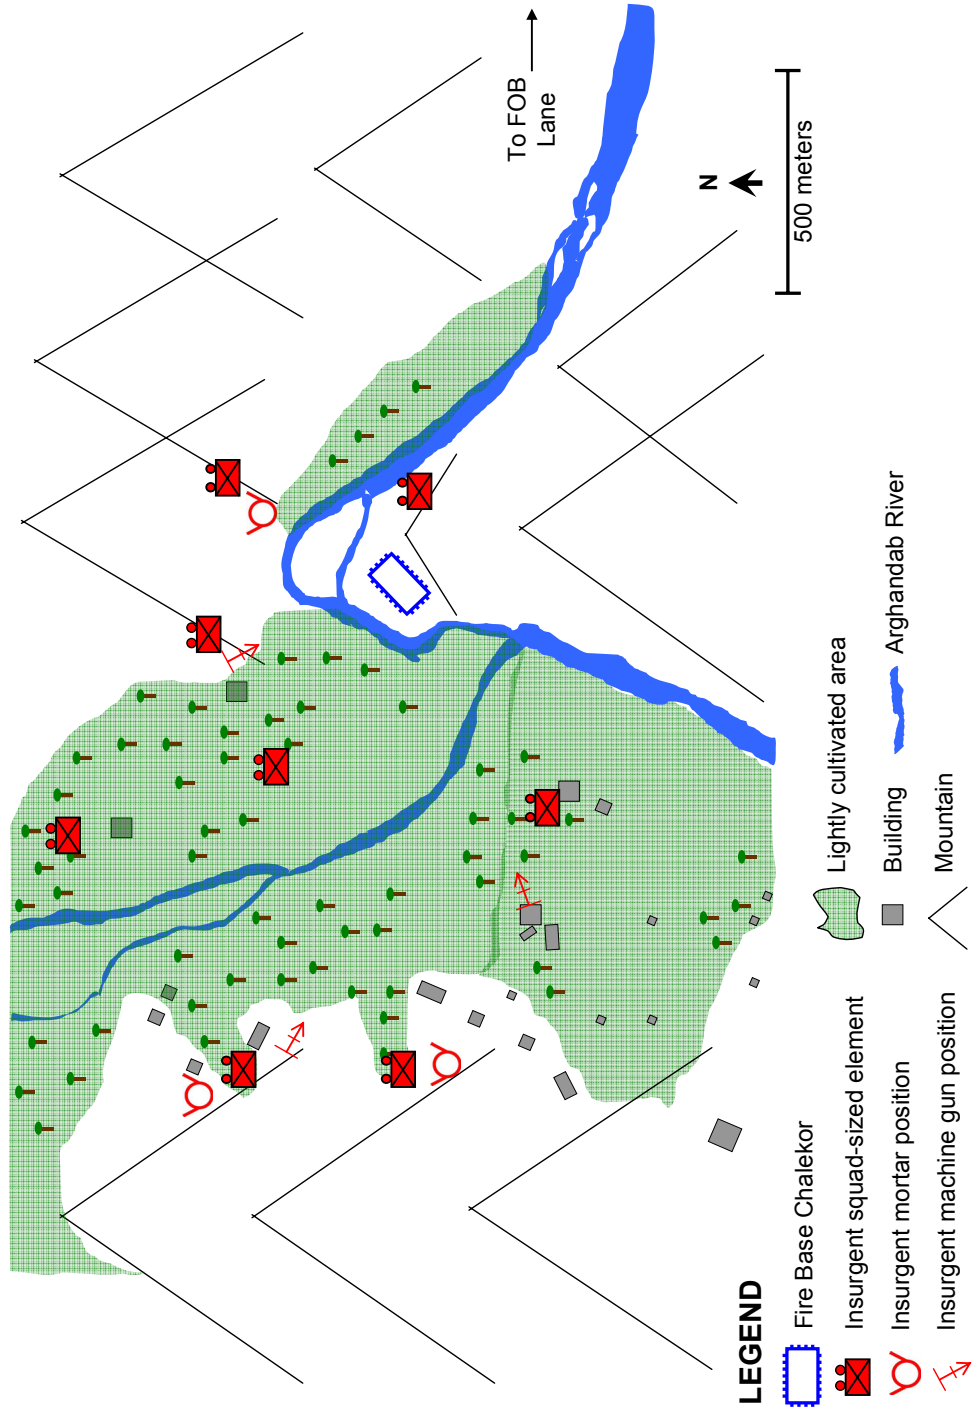 To FOB
Lane
N
500 meters
LEGEND
Fire Base Chalekor
Insurgent squad-sized element
Insurgent mortar position
Insurgent machine gun position
Lightly cultivated area
Building
Mountain
Arghandab River